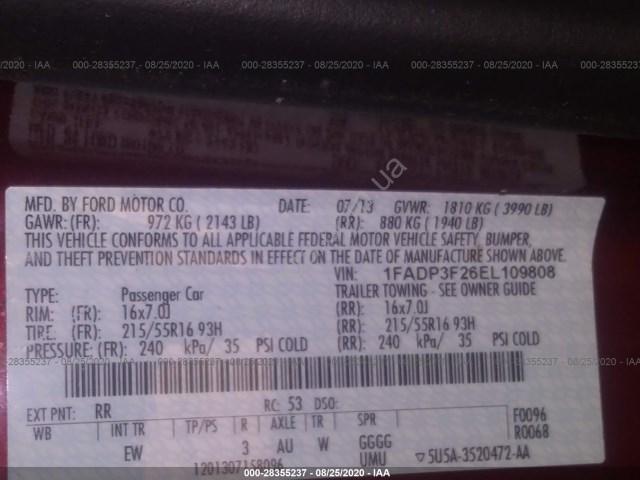 000-28355237 - 08/25/2020 - IAA
MFD. BY FORD MOTOR CO. DATE: 07/13 GVWR: 1810 KG ( 3990 LB)
GAWR: (FR): 972 KG ( 2143 LB) (RR): 880 KG ( 1940 LB)
THIS VEHICLE CONFORMS TO ALL APPLICABLE FEDERAL MOTOR VEHICLE SAFETY, BUMPER,
AND THEFT PREVENTION STANDARDS IN EFFECT ON THE DATE OF MANUFACTURE SHOWN ABOVE.
VIN: 1FADP3F26EL109808
TYPE: Passenger Car TRAILER TOWING - SEE OWNER GUIDE
RIM: (FR) 16x7.0J (RR) 16x7.0J
TIRE: (FR) 215/55R16 93H (RR) 215/55R16 93H
PRESSURE: (FR) 240 kPa/ 35 PSI COLD (RR) 240 kPa/ 35 PSI COLD
EXT PNT: RR RC: 53 DSO: F0096
WB INT TR TP/PS R AXLE TR SPR R0068
EW 3 AU W GGGG
1201307158096 UMU 5U5A-3520472-AA